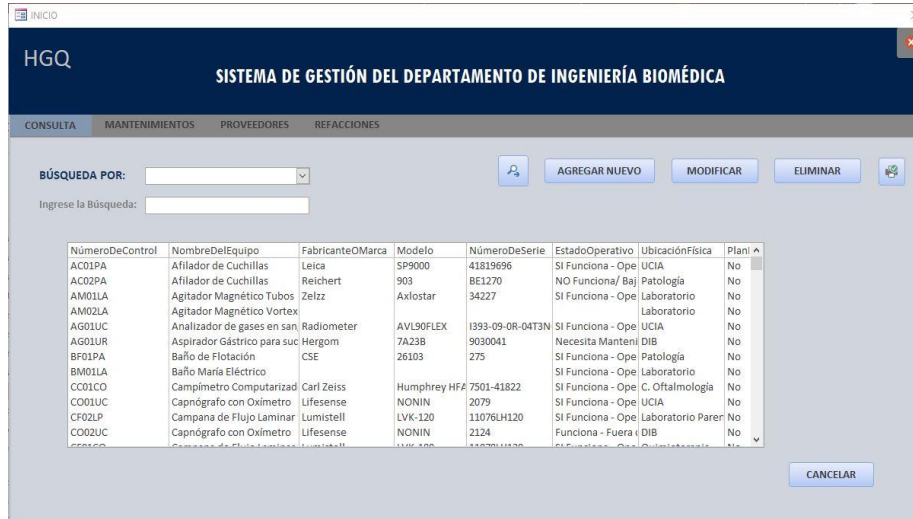 INICIO
HGQ
SISTEMA DE GESTIÓN DEL DEPARTAMENTO DE INGENIERÍA BIOMÉDICA
CONSULTA MANTENIMIENTOS PROVEEDORES REFACCIONES
BÚSQUEDA POR: AGREGAR NUEVO MODIFICAR ELIMINAR
Ingrese la Búsqueda:
NúmeroDeControl NombreDelEquipo FabricanteOMarca Modelo NúmeroDeSerie EstadoOperativo UbicaciónFísica Planl
AC01PA Afilador de Cuchillas Leica SP9000 41819696 SI Funciona - Ope UCIA No
AC02PA Afilador de Cuchillas Reichert 903 BE1270 NO Funciona/ Baj Patología No
AM01LA Agitador Magnético Tubos Zelzz Axlostar 34227 SI Funciona - Ope Laboratorio No
AM02LA Agitador Magnético Vortex Laboratorio No
AG01UC Analizador de gases en san Radiometer AVL90FLEX I393-09-0R-04T3N SI Funciona - Ope UCIA No
AG01UR Aspirador Gástrico para suc Hergom 7A23B 9030041 Necesita Manteni DIB No
BF01PA Baño de Flotación CSE 26103 275 SI Funciona - Ope Patología No
BM01LA Baño María Eléctrico SI Funciona - Ope Laboratorio No
CC01CO Campímetro Computarizad Carl Zeiss Humphrey HFA 7501-41822 SI Funciona - Ope C. Oftalmología No
CO01UC Capnógrafo con Oxímetro Lifesense NONIN 2079 SI Funciona - Ope UCIA No
CF02LP Campana de Flujo Laminar Lumistell LVK-120 11076LH120 SI Funciona - Ope Laboratorio Paren No
CO02UC Capnógrafo con Oxímetro Lifesense NONIN 2124 Funciona - Fuera DIB No
CANCELAR